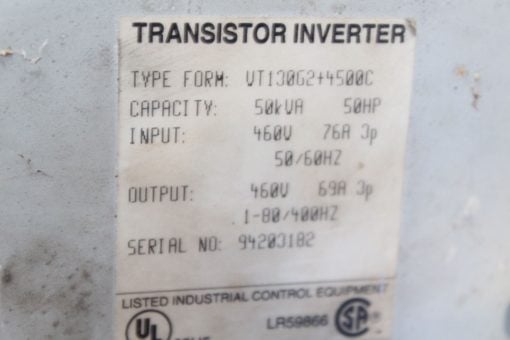 TRANSISTOR INVERTER
TYPE FORM: VT130G2+4500C
CAPACITY: 50kVA 50HP
INPUT: 460V 76A 3p
50/60HZ
OUTPUT: 460V 69A 3p
.1-80/400HZ
SERIAL NO: 94203182
LISTED INDUSTRIAL CONTROL EQUIPMENT
UL LR59866 SA